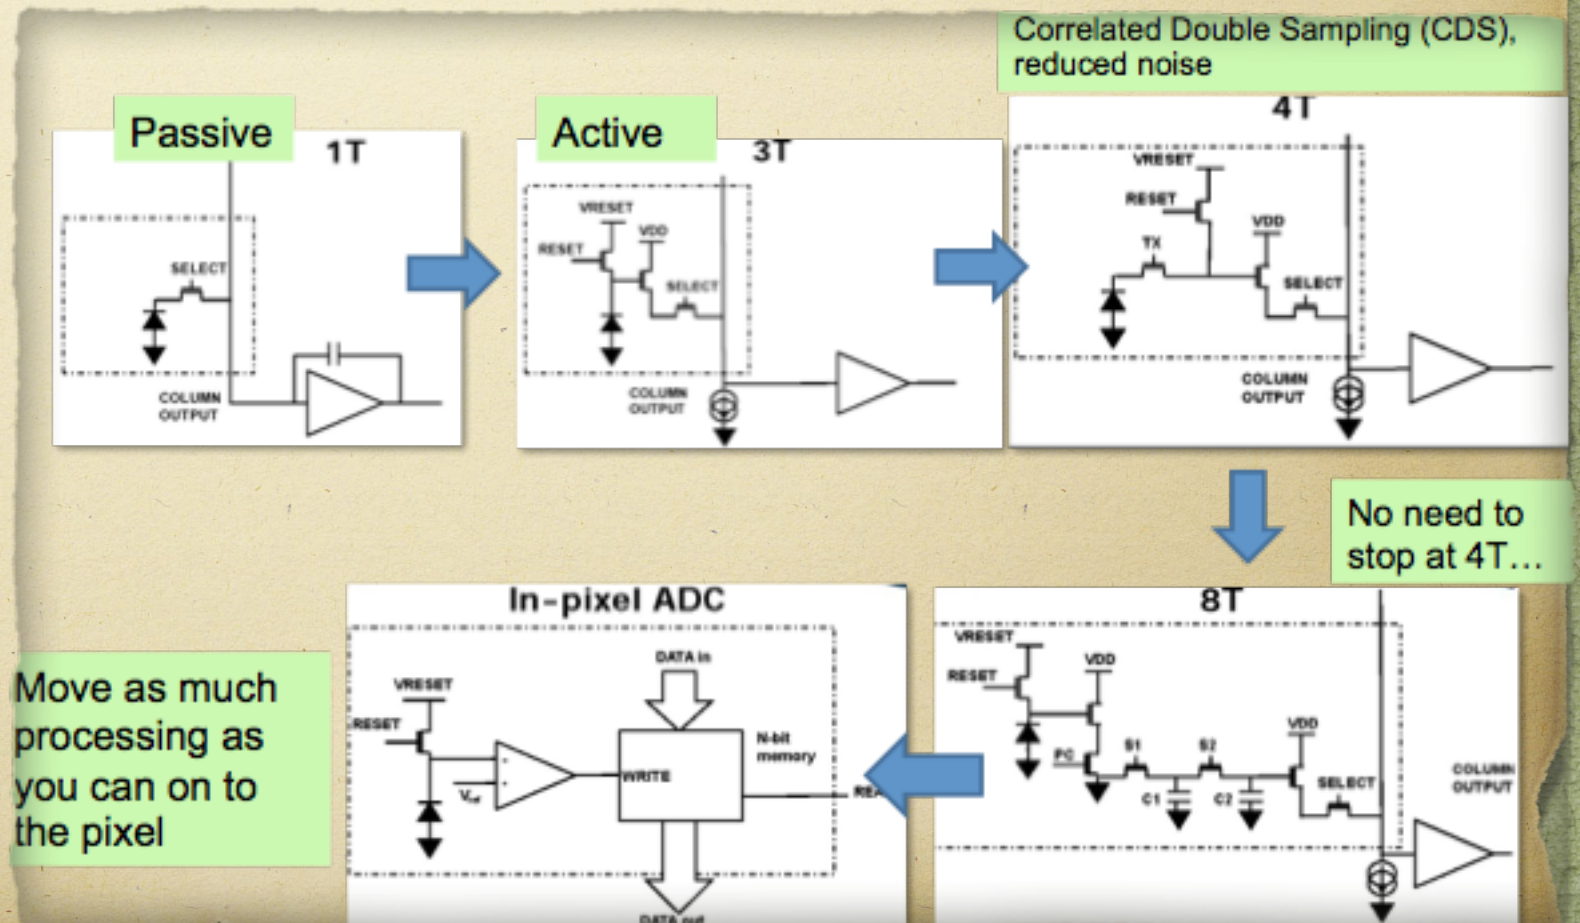 Correlated Double Sampling (CDS),
reduced noise
Passive
1T
SELECT
COLUMN
OUTPUT
Active
3T
VRESET
VDD
RESET
SELECT
COLUMN
OUTPUT
4T
VRESET
RESET
VDD
TX
SELECT
COLUMN
OUTPUT
No need to
stop at 4T...
8T
VRESET
VDD
RESET
PC
S1
S2
VDD
SELECT
C1
C2
COLUMN
OUTPUT
In-pixel ADC
DATA in
VRESET
RESET
N-bit
memory
WRITE
Vref
DATA out
Move as much
processing as
you can on to
the pixel